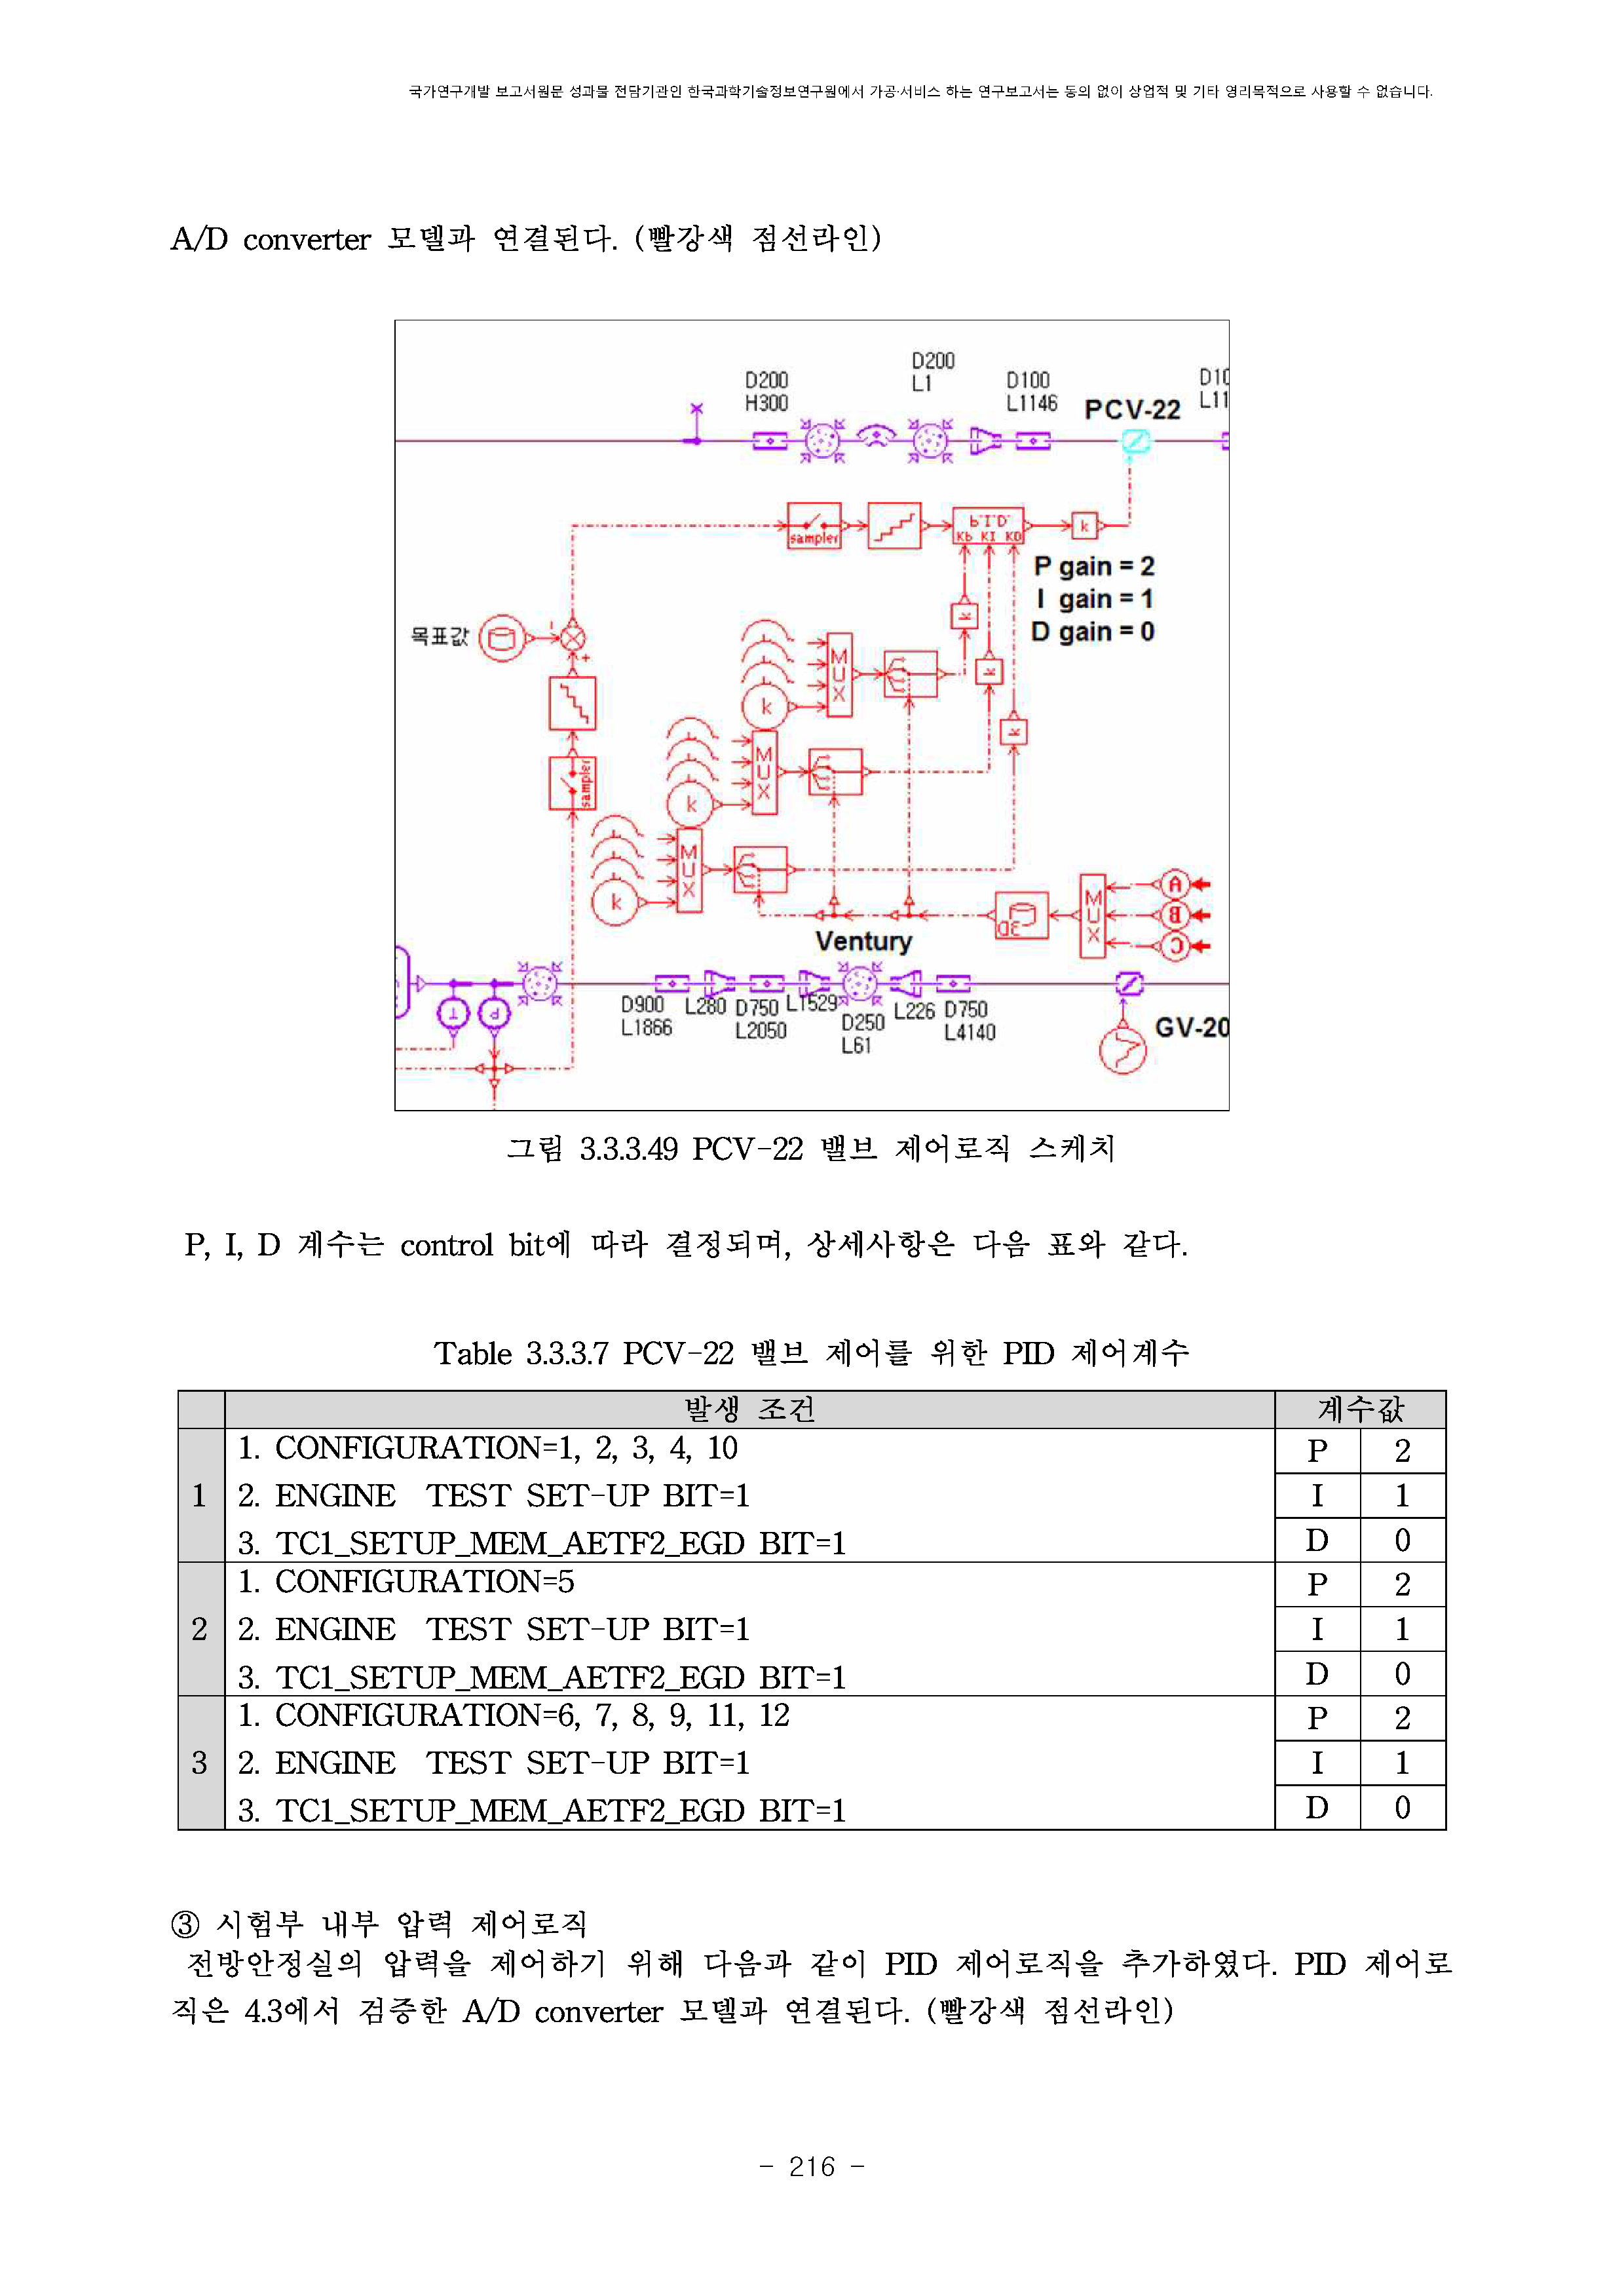 국가연구개발 보고서원문 성과물 전담기관인 한국과학기술정보연구원에서 가공·서비스 하는 연구보고서는 동의 없이 상업적 및 기타 영리목적으로 사용할 수 없습니다.
A/D converter 모델과 연결된다. (빨강색 점선라인)
D200
L1
D200
H300
D100
L1146
PCV-22
D10
L11
sampler
P I D
KP KI KD
k
P gain = 2
I gain = 1
D gain = 0
목표값
+
k
k
k
MUX
k
sampler
MUX
k
MUX
k
3D
MUX
A
B
C
Ventury
T
P
D900
L1866
L280
D750
L2050
L1529
D250
L61
L226
D750
L4140
GV-20
그림 3.3.3.49 PCV-22 밸브 제어로직 스케치
P, I, D 계수는 control bit에 따라 결정되며, 상세사항은 다음 표와 같다.
Table 3.3.3.7 PCV-22 밸브 제어를 위한 PID 제어계수
발생 조건 계수값
1
1. CONFIGURATION=1, 2, 3, 4, 10
2. ENGINE TEST SET-UP BIT=1
3. TC1_SETUP_MEM_AETF2_EGD BIT=1
P 2
I 1
D 0
2
1. CONFIGURATION=5
2. ENGINE TEST SET-UP BIT=1
3. TC1_SETUP_MEM_AETF2_EGD BIT=1
P 2
I 1
D 0
3
1. CONFIGURATION=6, 7, 8, 9, 11, 12
2. ENGINE TEST SET-UP BIT=1
3. TC1_SETUP_MEM_AETF2_EGD BIT=1
P 2
I 1
D 0
③ 시험부 내부 압력 제어로직
전방안정실의 압력을 제어하기 위해 다음과 같이 PID 제어로직을 추가하였다. PID 제어로
직은 4.3에서 검증한 A/D converter 모델과 연결된다. (빨강색 점선라인)
- 216 -